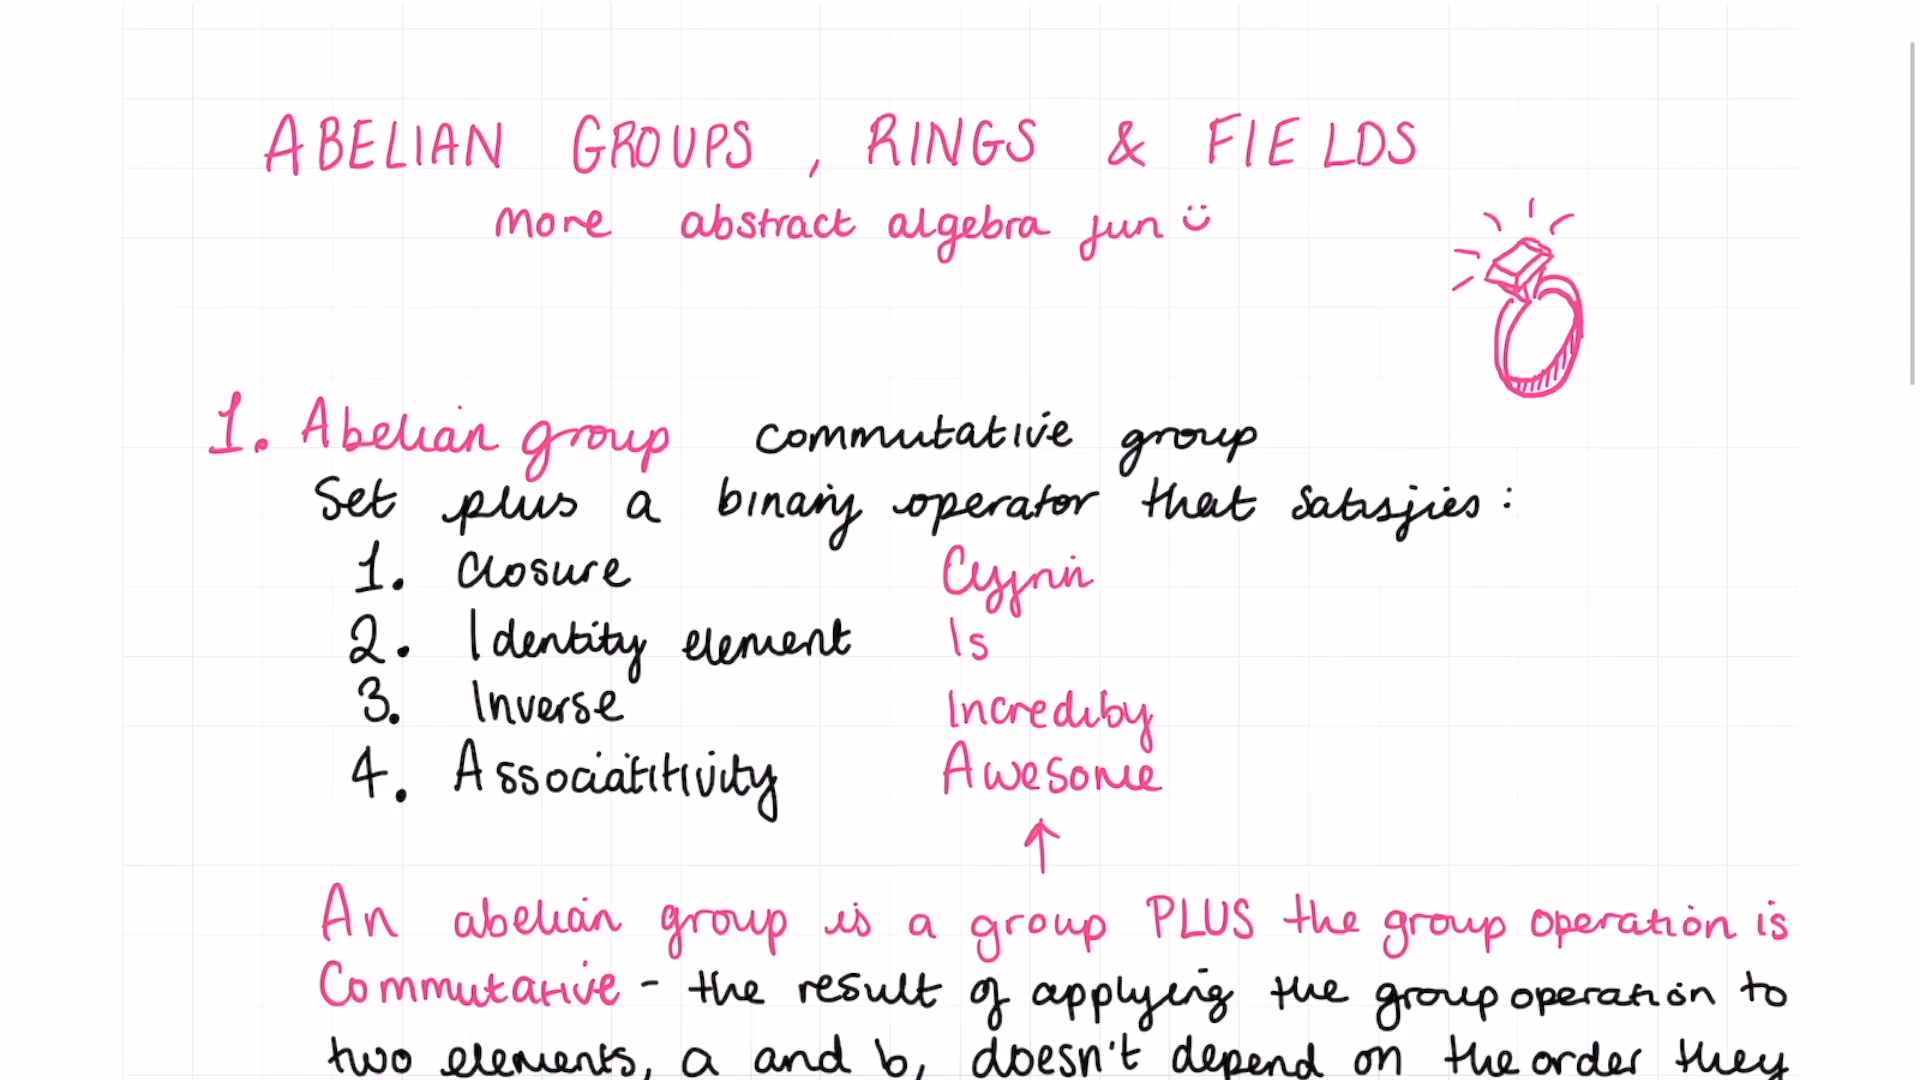 ABELIAN GROUPS, RINGS & FIELDS
more abstract algebra fun
1. Abelian group commutative group
Set plus a binary operator that satisfies:
1. Closure
2. Identity element
3. Inverse
4. Associatitivity
Is
Incrediby
Awesome
An abelian group is a group PLUS the group operation is
Commutative - the result of applying the group operation to
two elements, a and b, doesn't depend on the order they